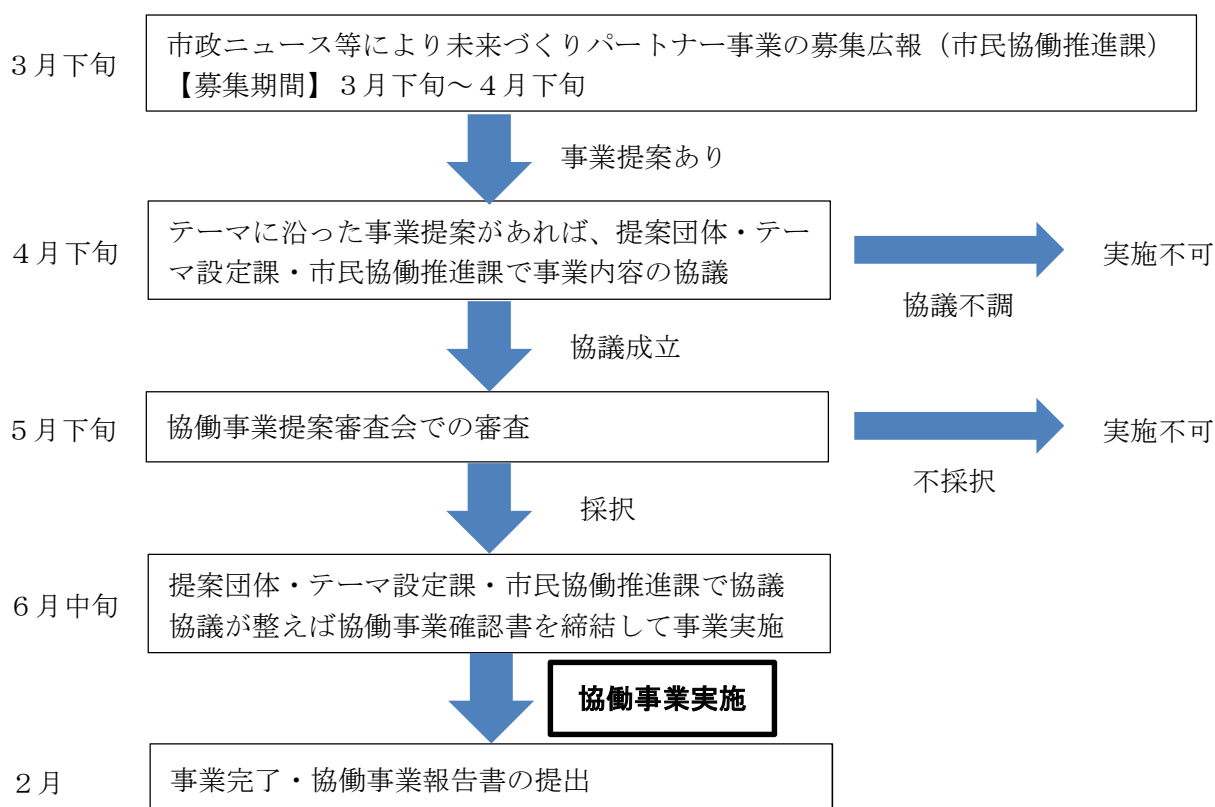 3月下旬
市政ニュース等により未来づくりパートナー事業の募集広報（市民協働推進課）
【募集期間】３月下旬～４月下旬
事業提案あり
４月下旬
テーマに沿った事業提案があれば、提案団体・テー
マ設定課・市民協働推進課で事業内容の協議
実施不可
協議不調
協議成立
５月下旬
協働事業提案審査会での審査
実施不可
不採択
採択
６月中旬
提案団体・テーマ設定課・市民協働推進課で協議
協議が整えば協働事業確認書を締結して事業実施
協働事業実施
２月
事業完了・協働事業報告書の提出